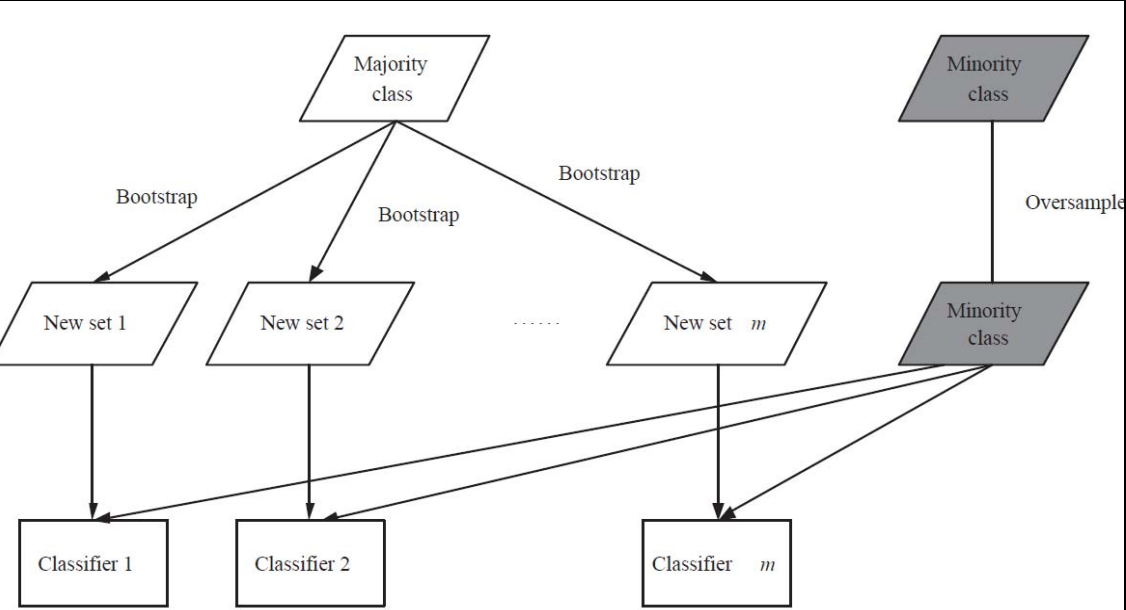 Majority
class
Minority
class
Bootstrap
Bootstrap
Bootstrap
Oversample
New set 1
New set 2
......
New set m
Minority
class
Classifier 1
Classifier 2
Classifier m